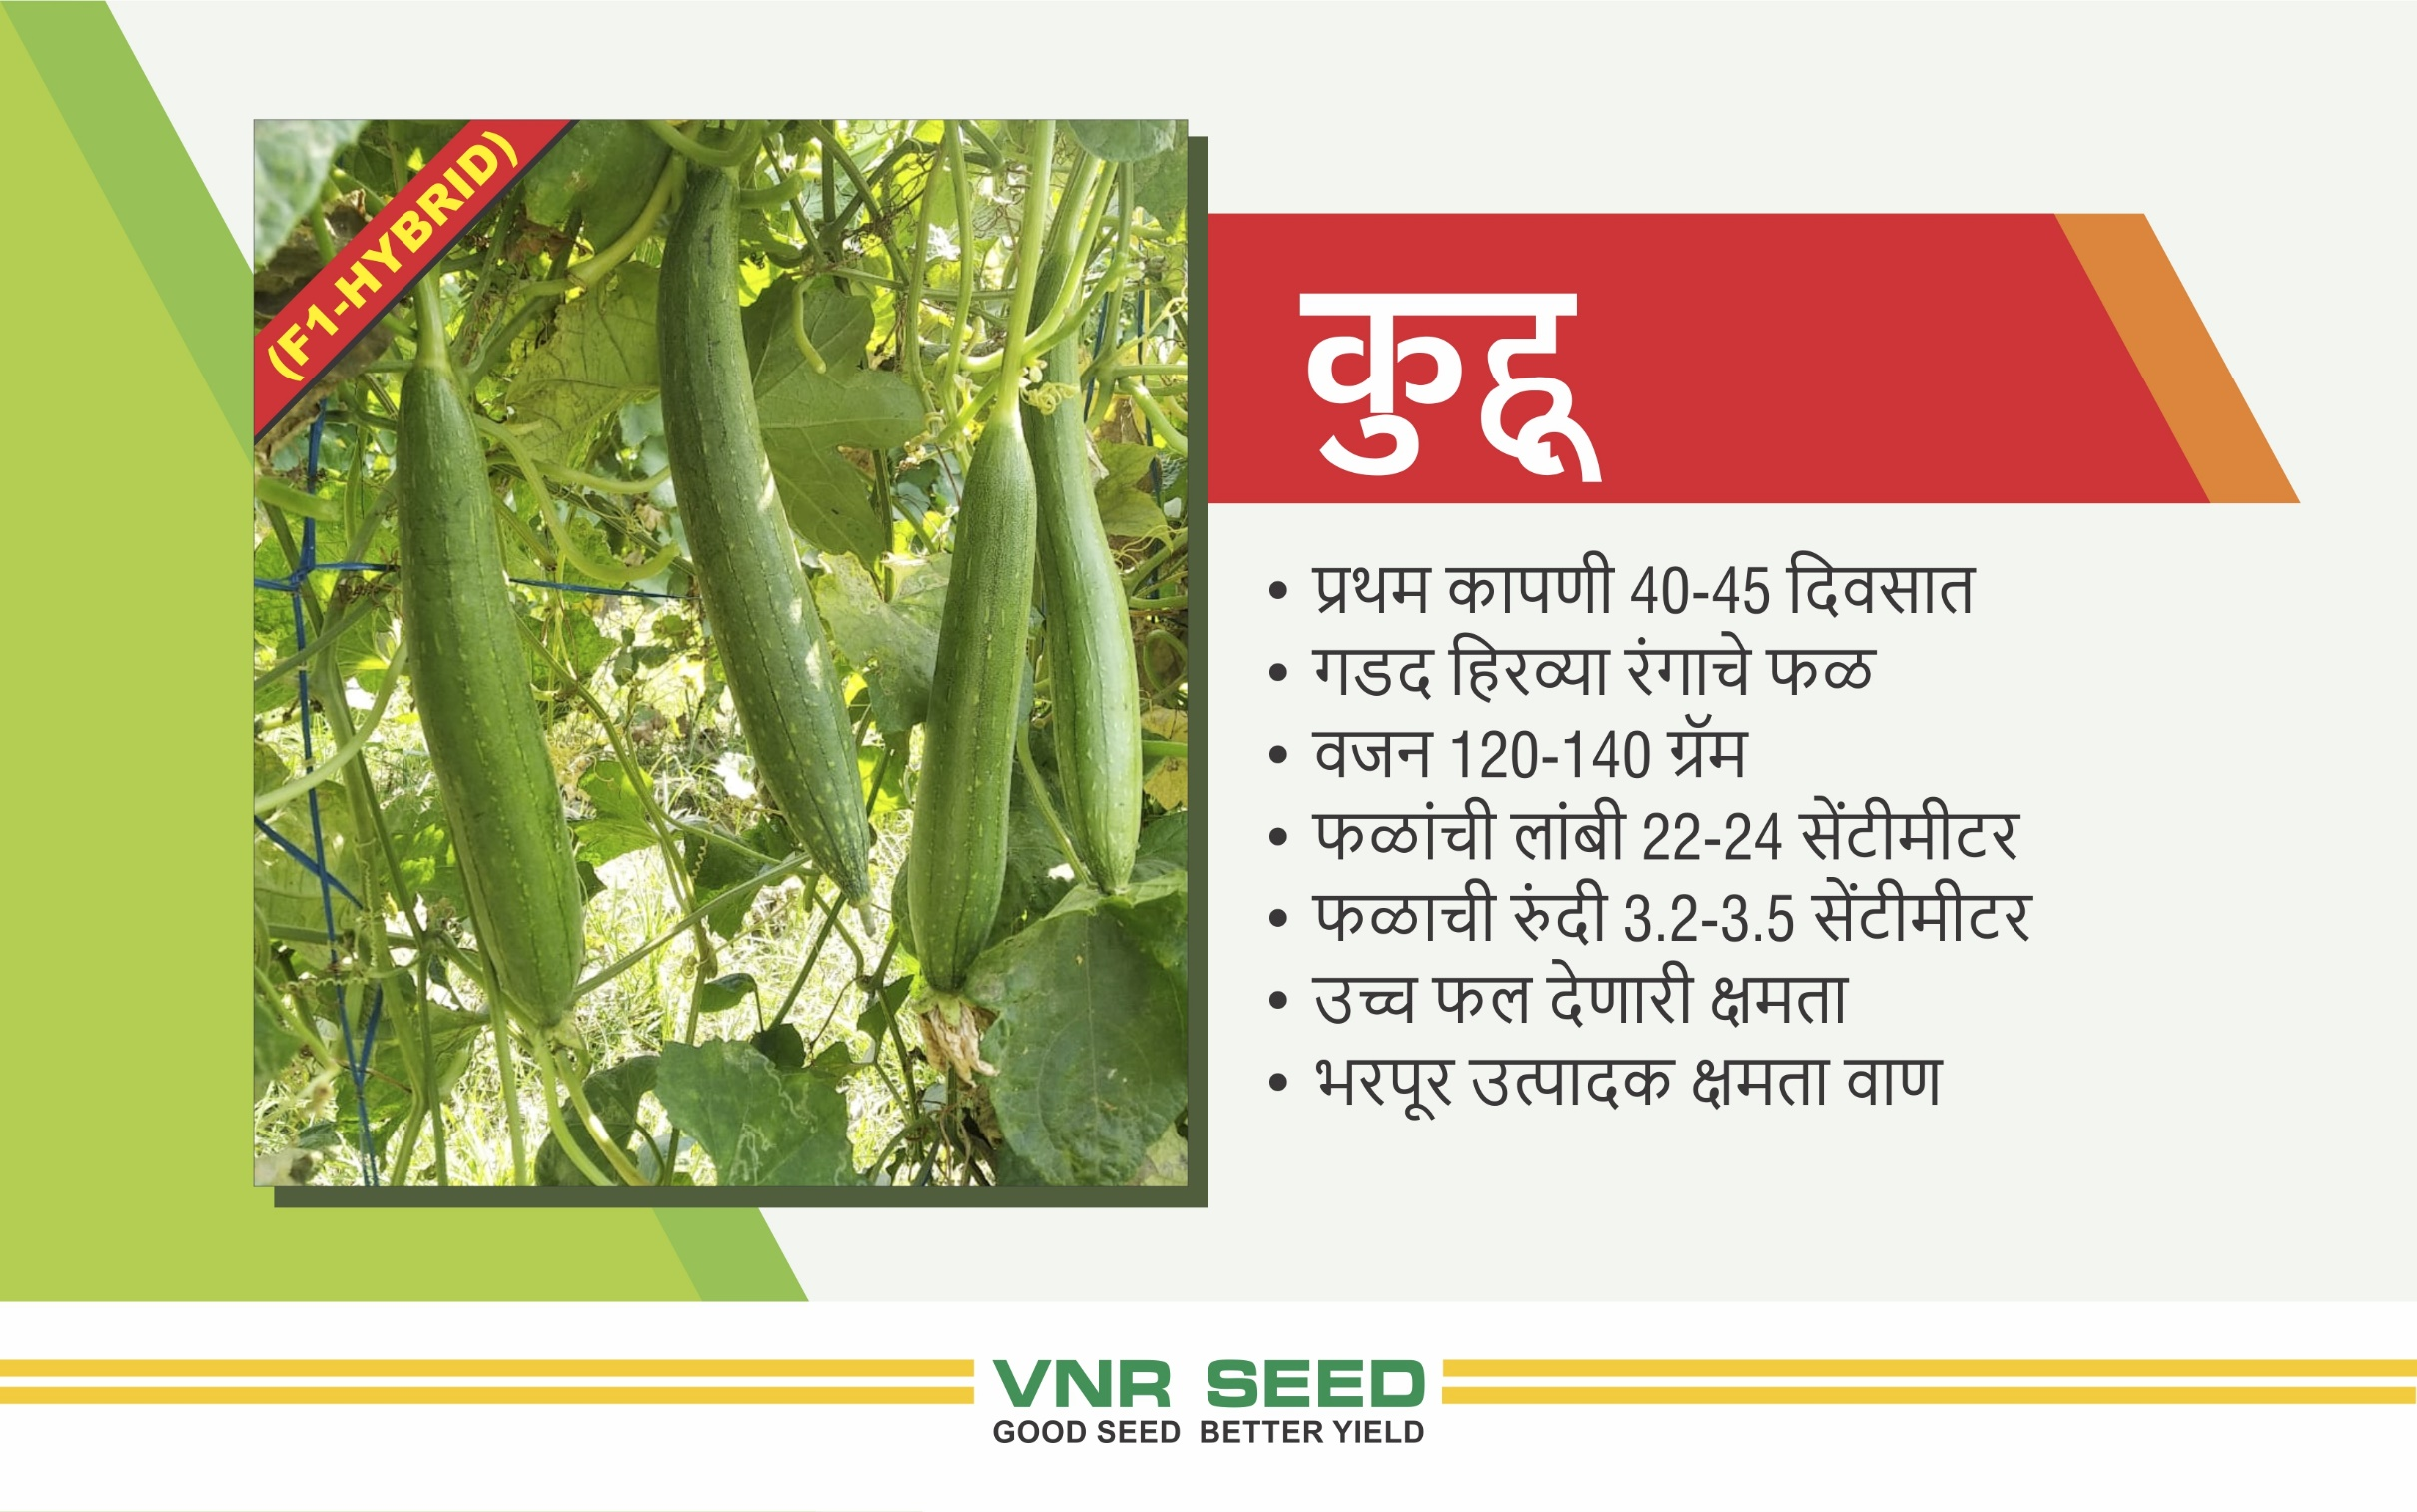 (F1-HYBRID)
कुहू
• प्रथम कापणी 40-45 दिवसात
• गडद हिरव्या रंगाचे फळ
• वजन 120-140 ग्रॅम
• फळांची लांबी 22-24 सेंटीमीटर
• फळाची रुंदी 3.2-3.5 सेंटीमीटर
• उच्च फल देणारी क्षमता
• भरपूर उत्पादक क्षमता वाण
VNR SEED
GOOD SEED BETTER YIELD